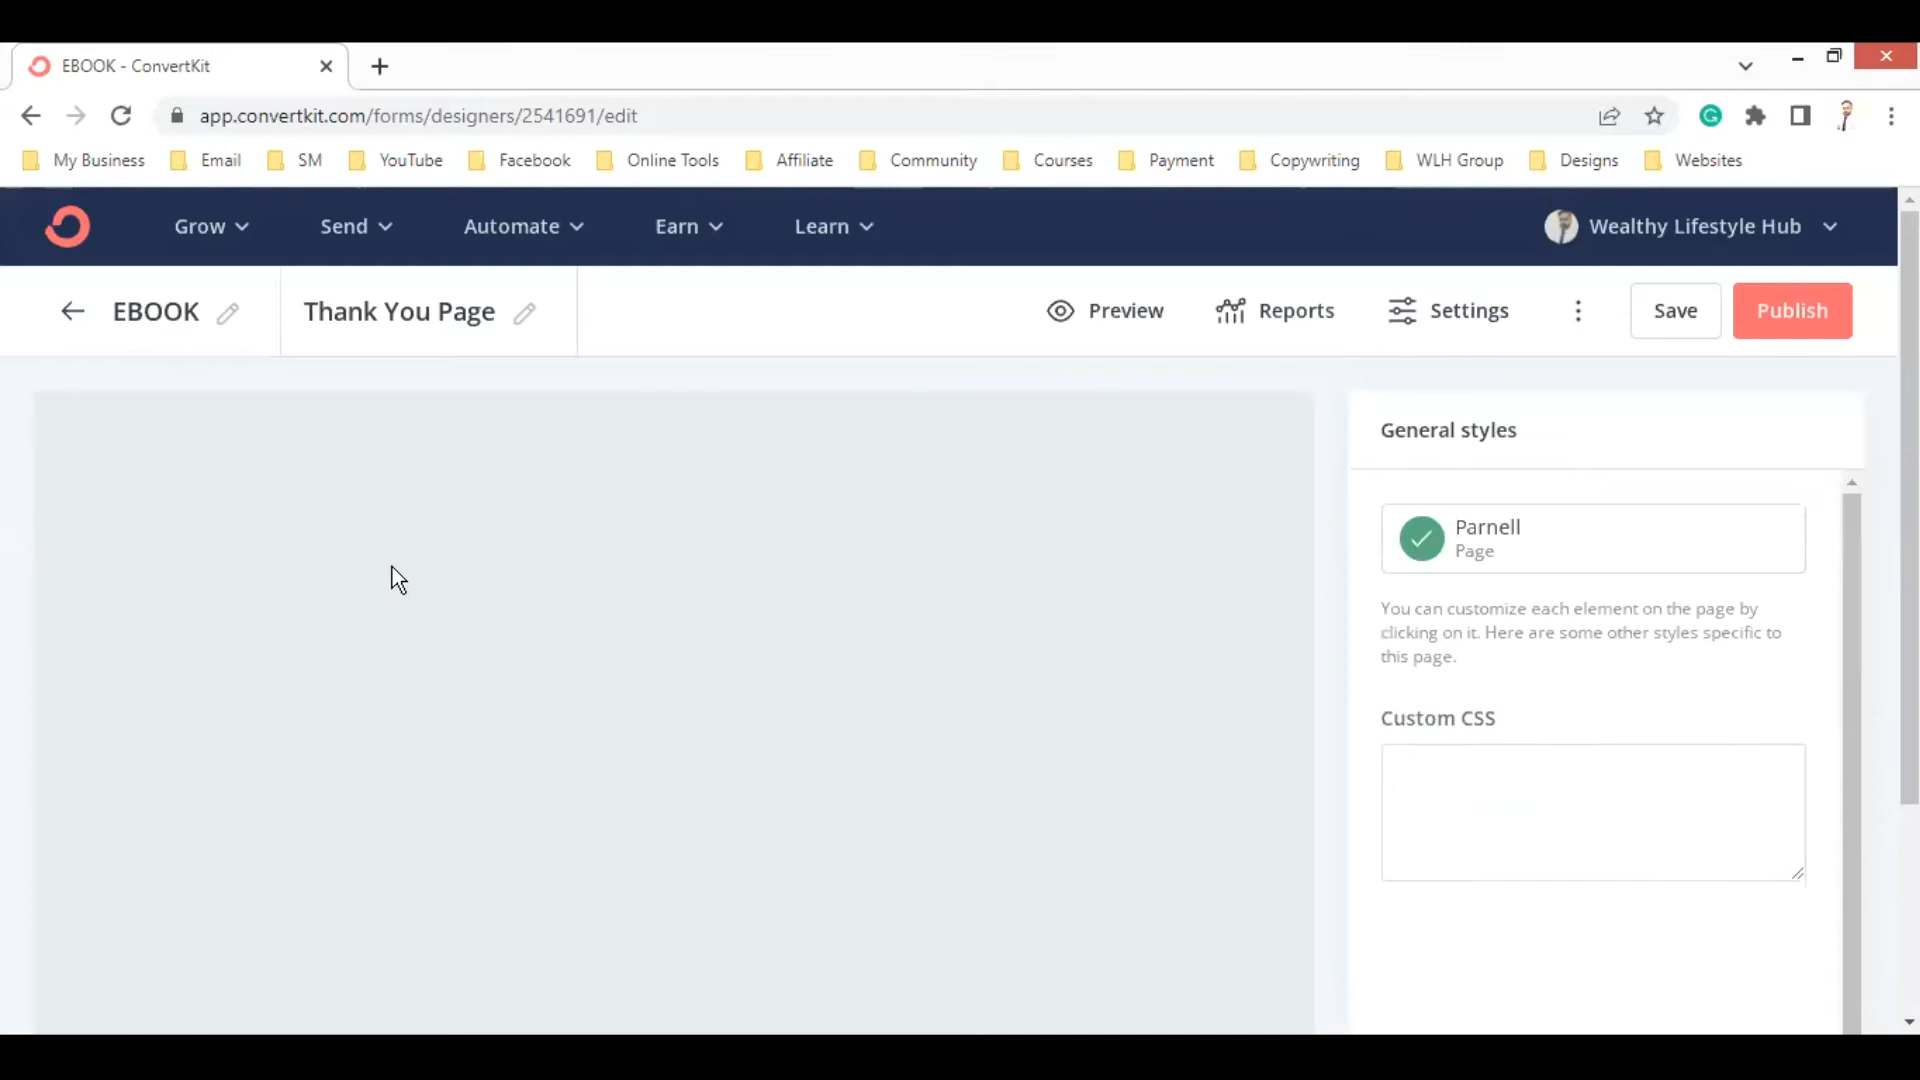 EBOOK - ConvertKit
app.convertkit.com/forms/designers/2541691/edit
My Business Email SM YouTube Facebook Online Tools Affiliate Community Courses Payment Copywriting WLH Group Designs Websites
Grow Send Automate Earn Learn Wealthy Lifestyle Hub
EBOOK Thank You Page Preview Reports Settings Save Publish
General styles
Parnell
Page
You can customize each element on the page by
clicking on it. Here are some other styles specific to
this page.
Custom CSS